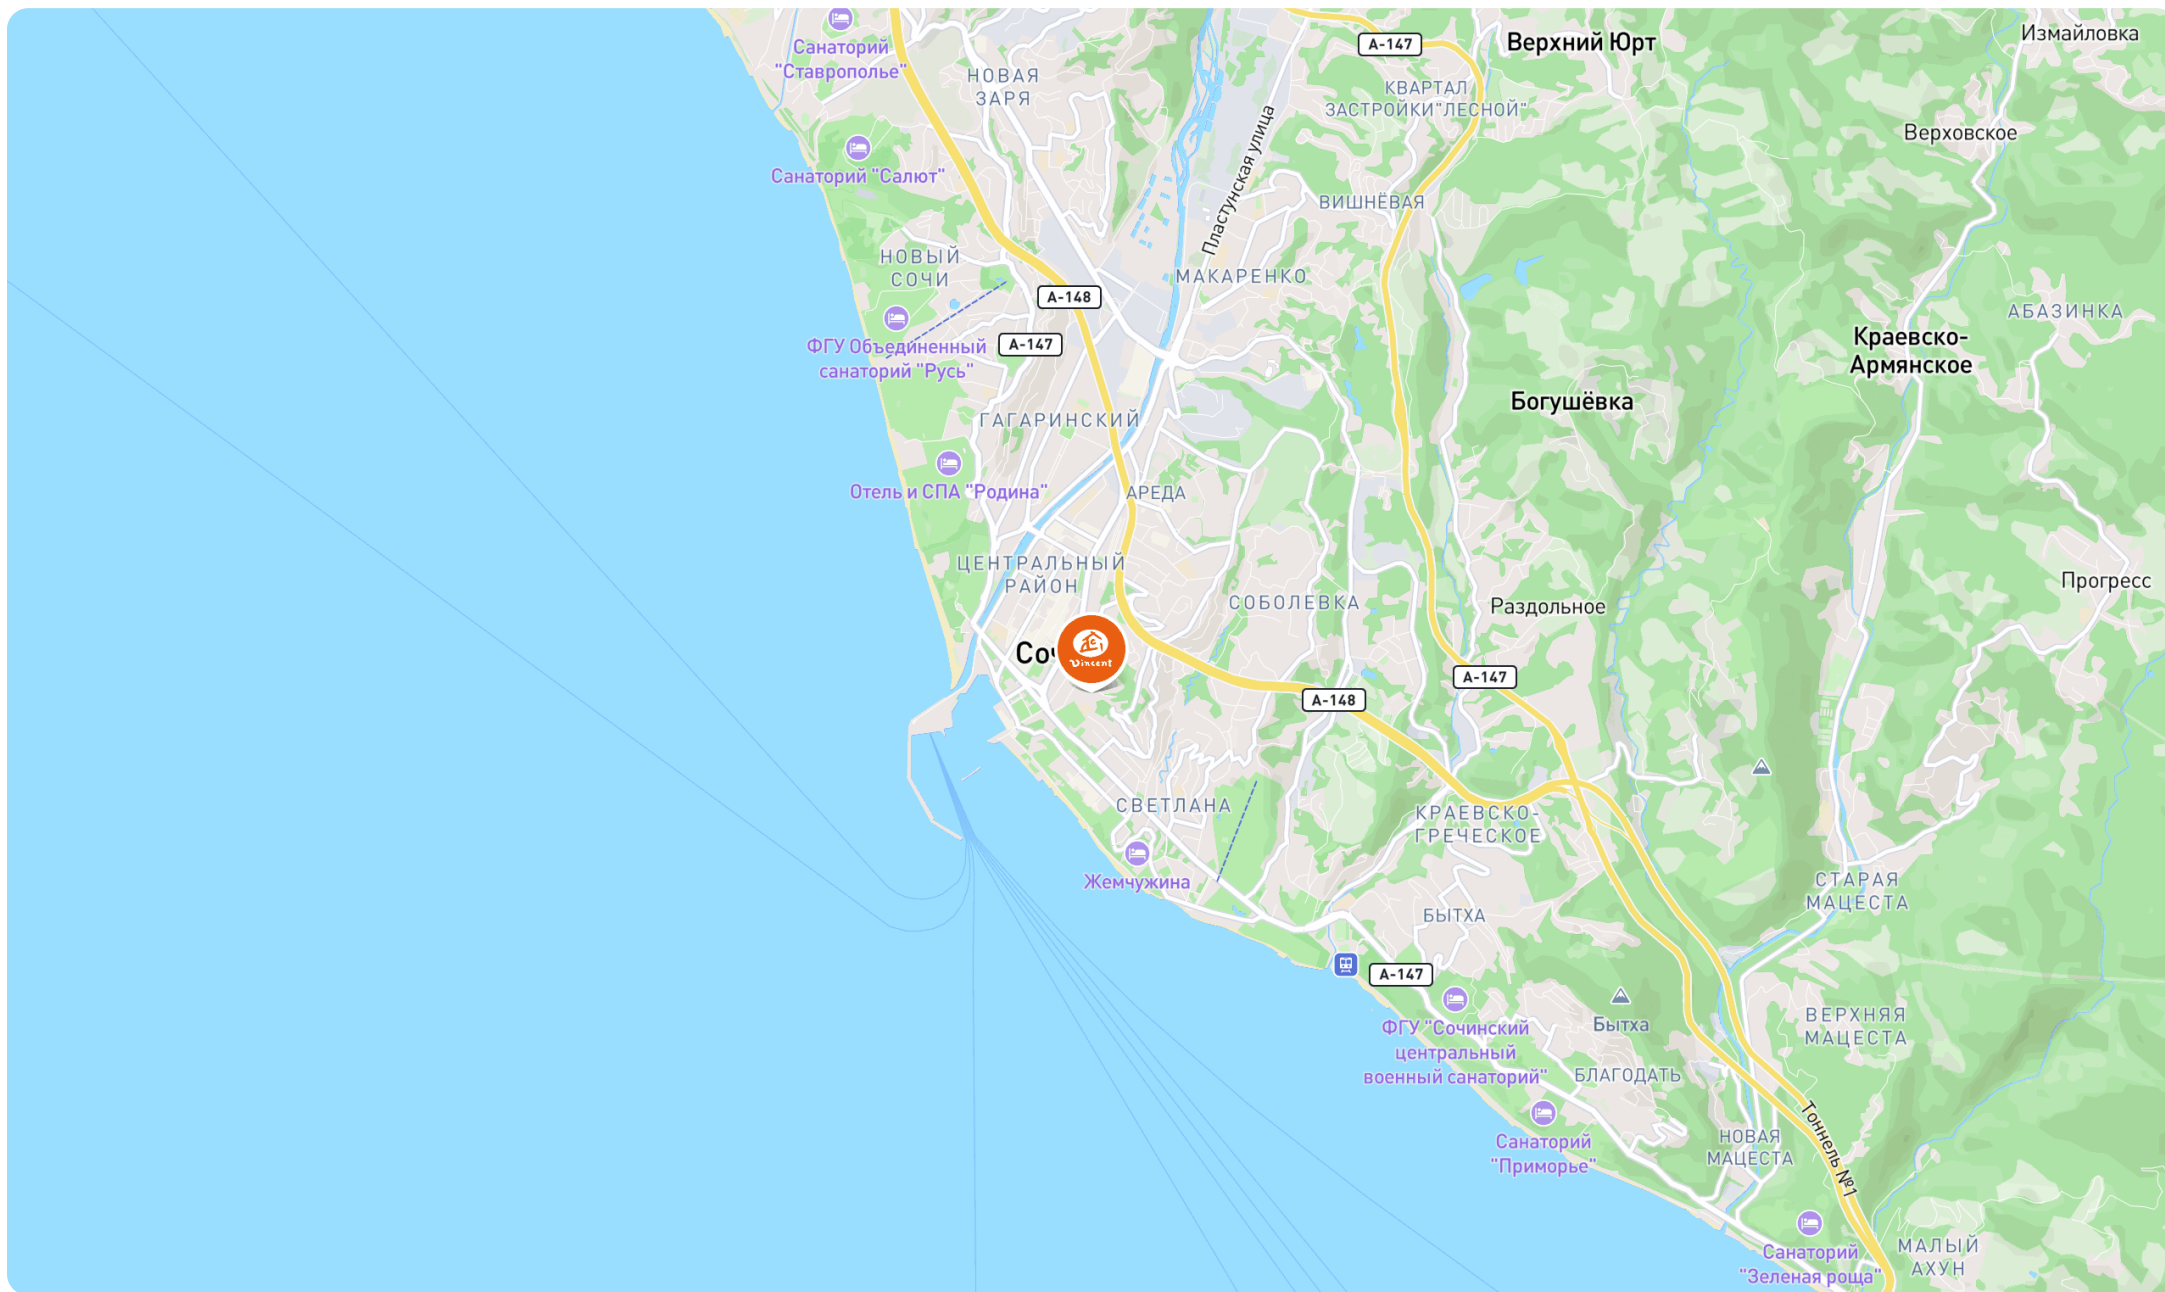 Санаторий
"Ставрополье"
НОВАЯ
ЗАРЯ
А-147
Верхний Юрт
Измайловка
КВАРТАЛ
ЗАСТРОЙКИ"ЛЕСНОЙ"
Верховское
Санаторий "Салют"
Пластунская улица
ВИШНЁВАЯ
НОВЫЙ
СОЧИ
МАКАРЕНКО
А-148
АБАЗИНКА
А-147
ФГУ Объединенный
санаторий "Русь"
Краевско-
Армянское
Богушёвка
ГАГАРИНСКИЙ
Отель и СПА "Родина"
АРЕДА
ЦЕНТРАЛЬНЫЙ
РАЙОН
Прогресс
СОБОЛЕВКА
Раздольное
Соч
Vincent
А-147
А-148
СВЕТЛАНА
КРАЕВСКО-
ГРЕЧЕСКОЕ
Жемчужина
СТАРАЯ
МАЦЕСТА
БЫТХА
А-147
ФГУ "Сочинский
центральный
военный санаторий"
Бытха
ВЕРХНЯЯ
МАЦЕСТА
БЛАГОДАТЬ
Санаторий
"Приморье"
НОВАЯ
МАЦЕСТА
Тоннель №1
Санаторий
"Зеленая роща"
МАЛЫЙ
АХУН